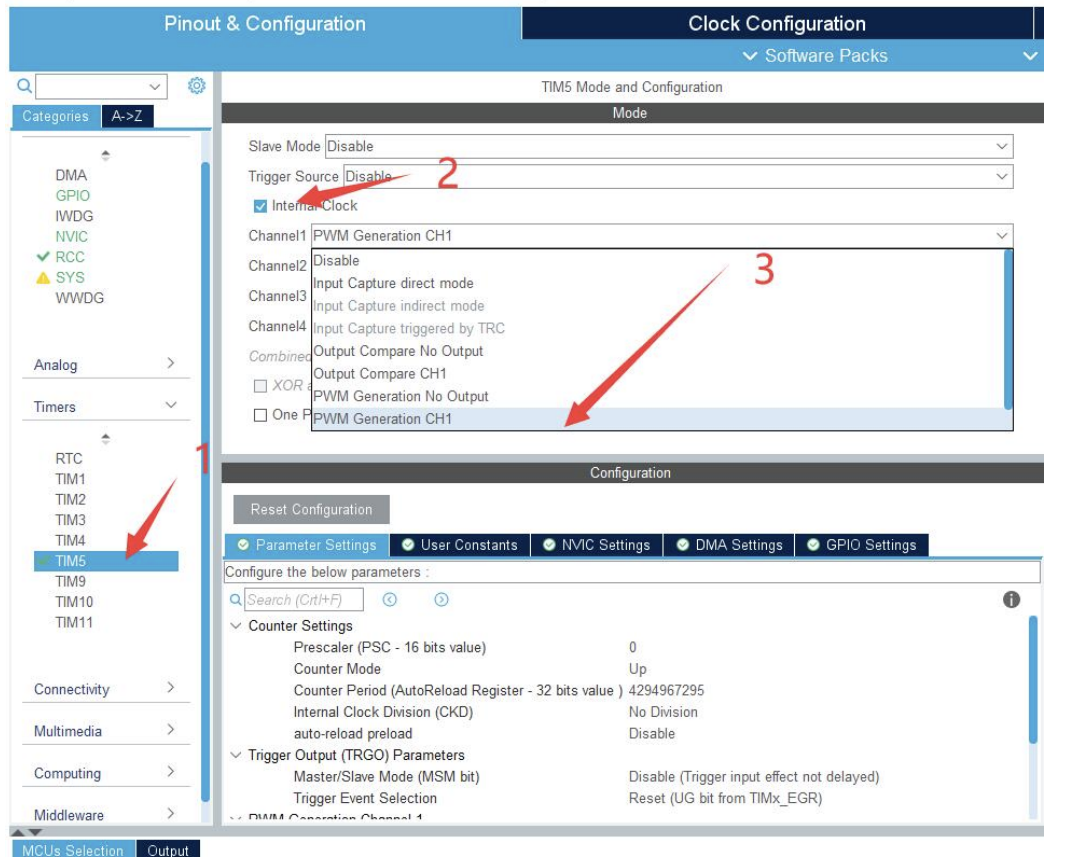 Pinout & Configuration
Clock Configuration
Software Packs
Categories A->Z
DMA
GPIO
IWDG
NVIC
RCC
SYS
WWDG
Analog
Timers
RTC
TIM1
TIM2
TIM3
TIM4
TIM5
TIM9
TIM10
TIM11
Connectivity
Multimedia
Computing
Middleware
1
TIM5 Mode and Configuration
Mode
Slave Mode Disable
Trigger Source Disable
2
Internal Clock
Channel1 PWM Generation CH1
Channel2
Channel3
Channel4
Combined
XOR
One P
Disable
Input Capture direct mode
Input Capture indirect mode
Input Capture triggered by TRC
Output Compare No Output
Output Compare CH1
PWM Generation No Output
PWM Generation CH1
3
Configuration
Reset Configuration
Parameter Settings User Constants NVIC Settings DMA Settings GPIO Settings
Configure the below parameters :
Search (Crtl+F)
Counter Settings
Prescaler (PSC - 16 bits value) 0
Counter Mode Up
Counter Period (AutoReload Register - 32 bits value ) 4294967295
Internal Clock Division (CKD) No Division
auto-reload preload Disable
Trigger Output (TRGO) Parameters
Master/Slave Mode (MSM bit) Disable (Trigger input effect not delayed)
Trigger Event Selection Reset (UG bit from TIMx_EGR)
PWM Generation Channel 1
MCUs Selection Output